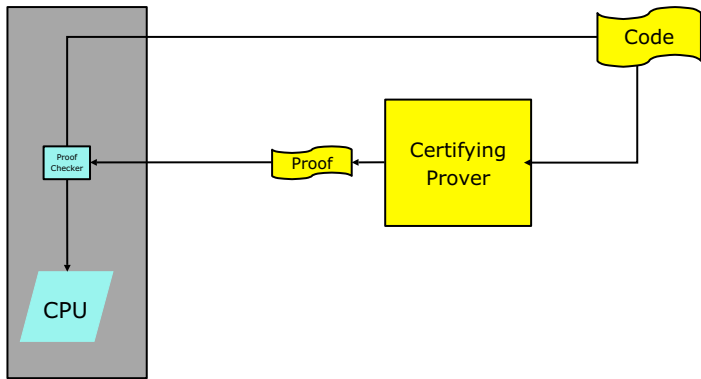 Code
Certifying
Prover
Proof
Proof
Checker
CPU